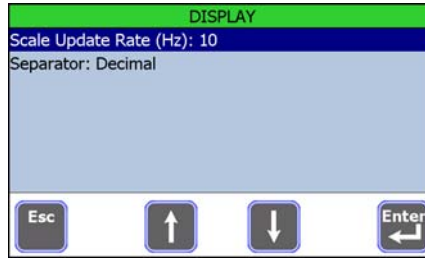 DISPLAY
Scale Update Rate (Hz): 10
Separator: Decimal
Esc
Enter